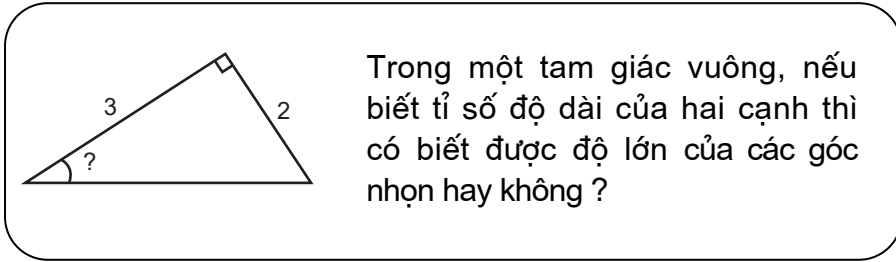 3
2
?
Trong một tam giác vuông, nếu
biết tỉ số độ dài của hai cạnh thì
có biết được độ lớn của các góc
nhọn hay không ?